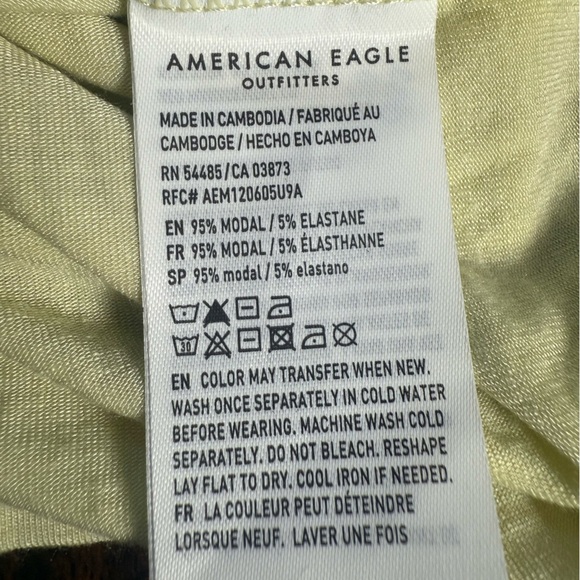 AMERICAN EAGLE
OUTFITTERS
MADE IN CAMBODIA / FABRIQUÉ AU
CAMBODGE / HECHO EN CAMBOYA
RN 54485 / CA 03873
RFC# AEM120605U9A
EN 95% MODAL / 5% ELASTANE
FR 95% MODAL / 5% ÉLASTHANNE
SP 95% modal / 5% elastano
30
EN COLOR MAY TRANSFER WHEN NEW.
WASH ONCE SEPARATELY IN COLD WATER
BEFORE WEARING. MACHINE WASH COLD
SEPARATELY. DO NOT BLEACH. RESHAPE
LAY FLAT TO DRY. COOL IRON IF NEEDED.
FR LA COULEUR PEUT DÉTEINDRE
LORSQUE NEUF. LAVER UNE FOIS